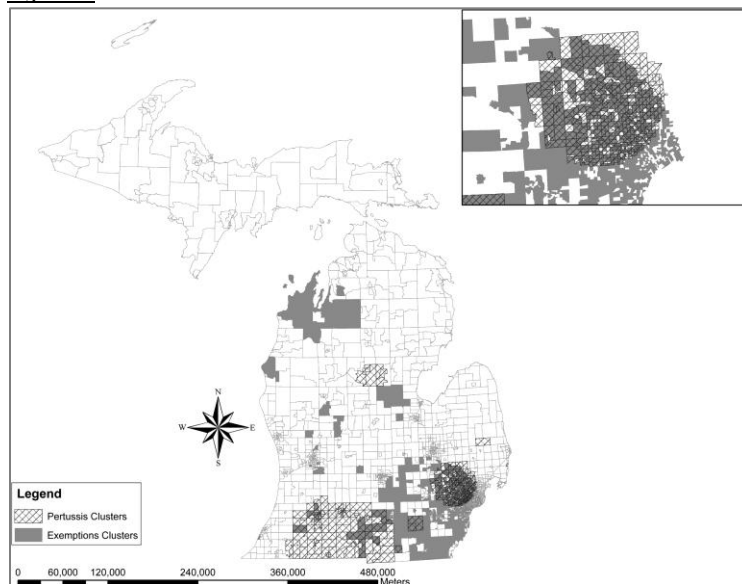 N
W E
S
Legend
Pertussis Clusters
Exemptions Clusters
0 60,000 120,000 240,000 360,000 480,000
Meters